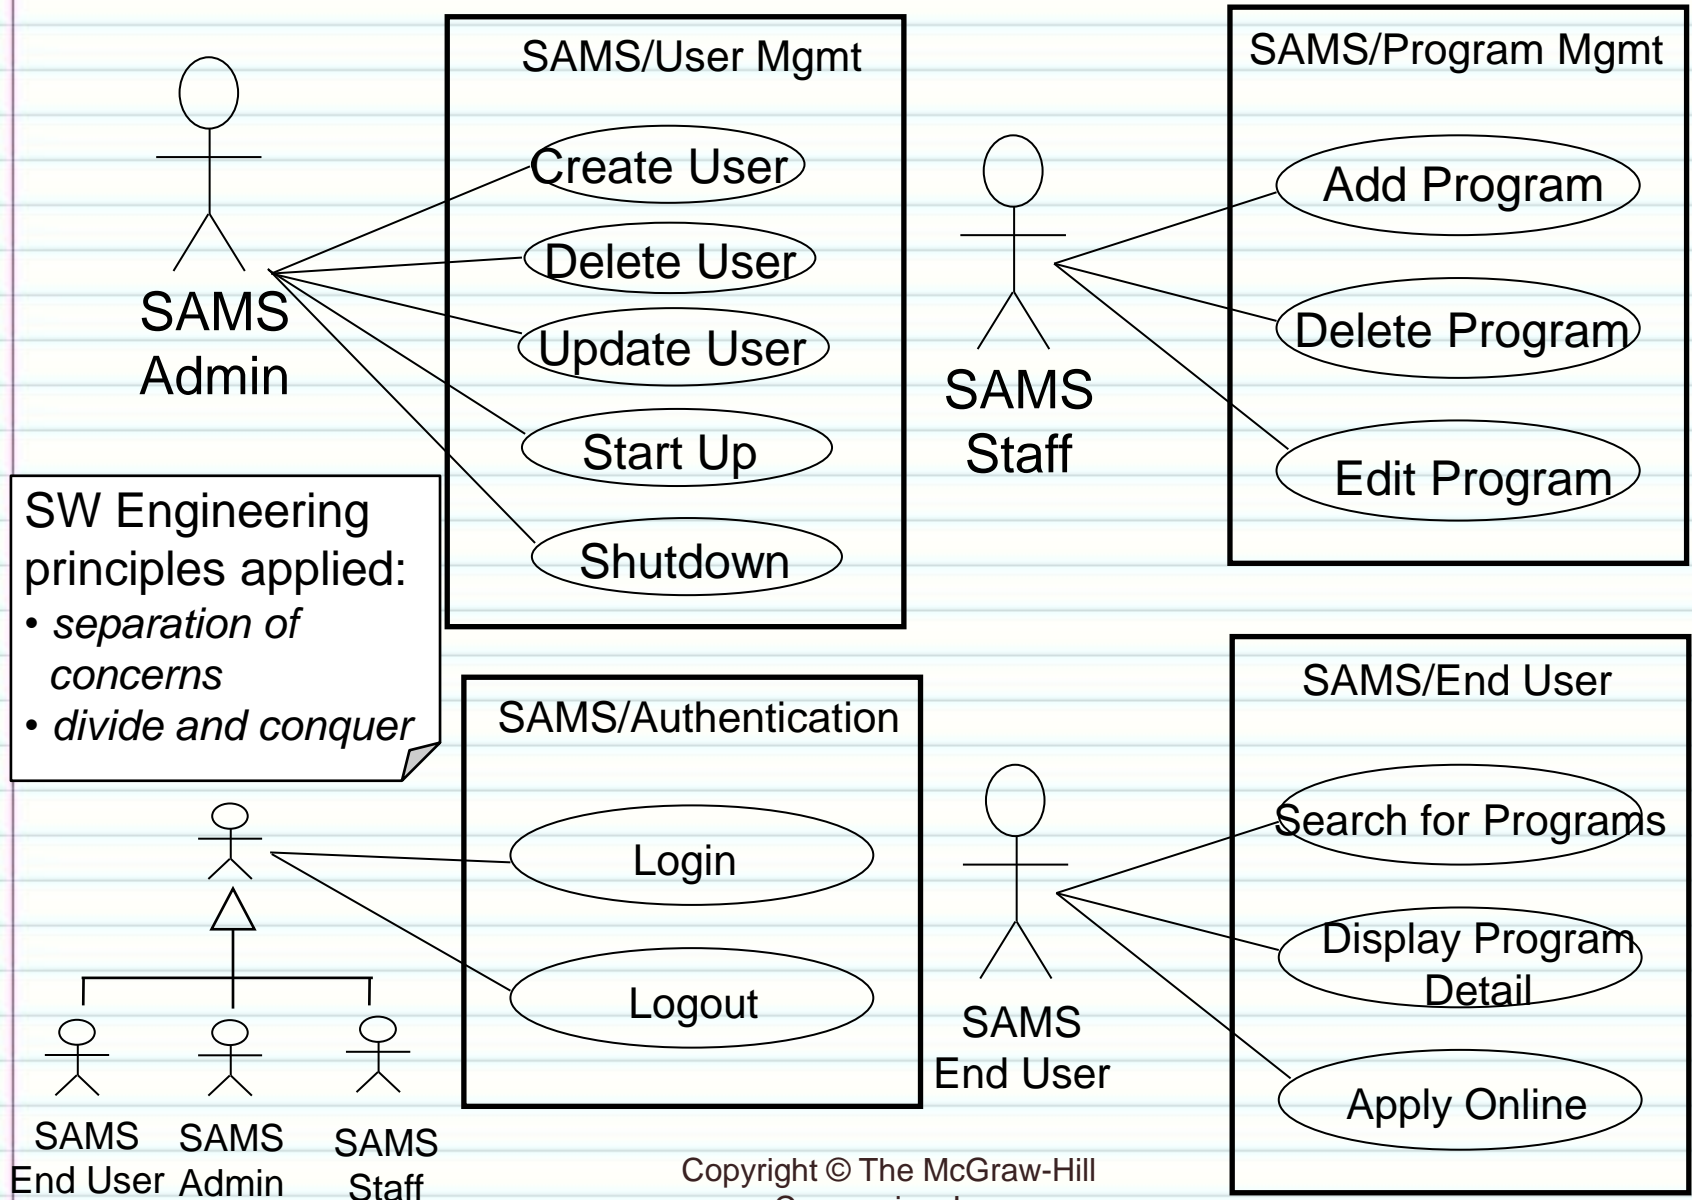 SAMS/User Mgmt
Create User
Delete User
Update User
Start Up
Shutdown
SAMS
Admin
SAMS/Program Mgmt
Add Program
Delete Program
Edit Program
SAMS
Staff
SW Engineering
principles applied:
• separation of
concerns
• divide and conquer
SAMS/Authentication
Login
Logout
SAMS
End User
SAMS
Admin
SAMS
Staff
SAMS/End User
Search for Programs
Display Program
Detail
Apply Online
SAMS
End User
Copyright © The McGraw-Hill